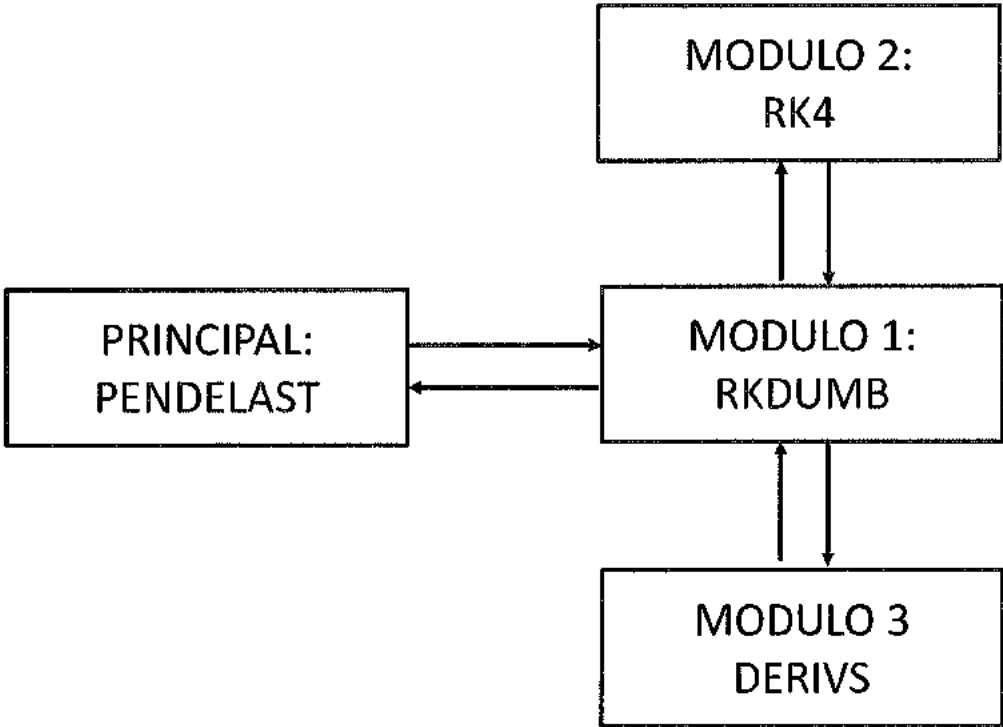 MODULO 2:
RK4
PRINCIPAL:
PENDELAST
MODULO 1:
RKDUMB
MODULO 3
DERIVS